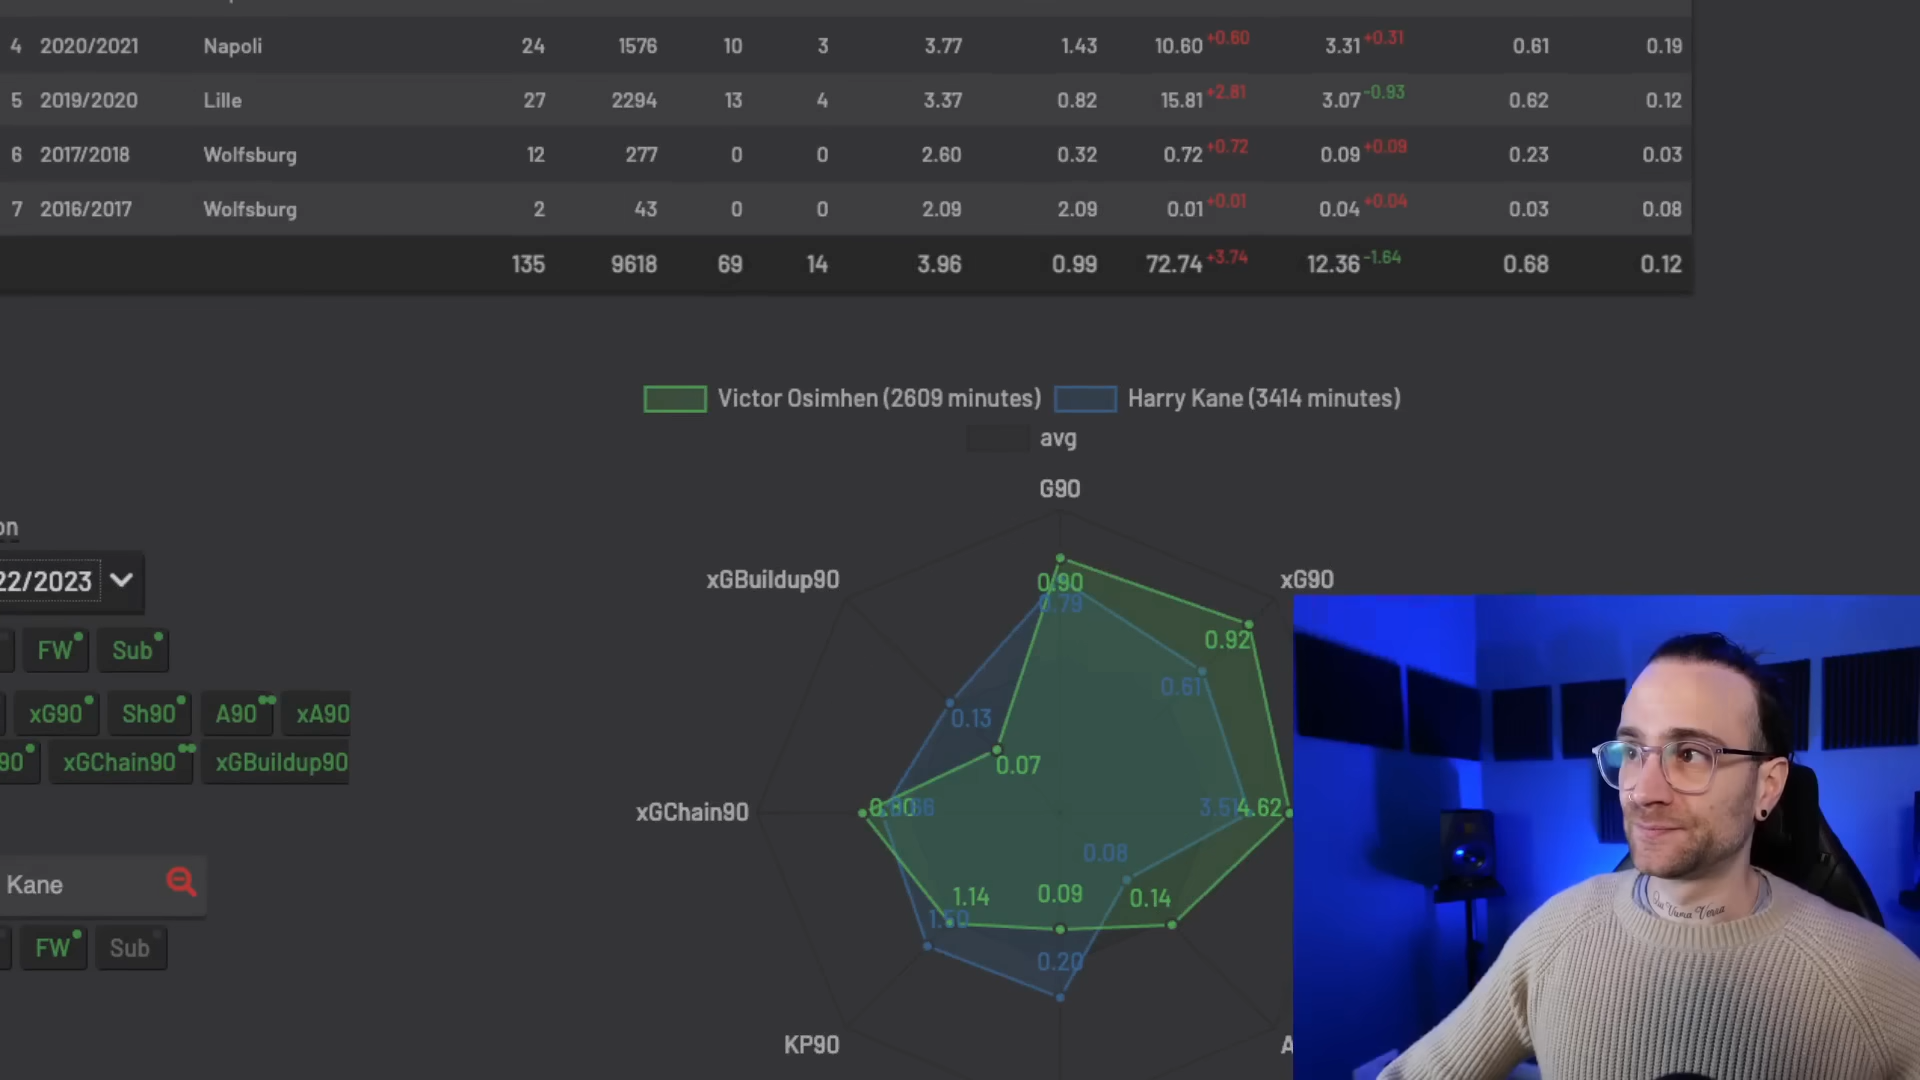 4 2020/2021 Napoli 24 1576 10 3 3.77 1.43 10.60 +0.60 3.31 +0.31 0.61 0.19
5 2019/2020 Lille 27 2294 13 4 3.37 0.82 15.81 +2.81 3.07 -0.93 0.62 0.12
6 2017/2018 Wolfsburg 12 277 0 0 2.60 0.32 0.72 +0.72 0.09 +0.09 0.23 0.03
7 2016/2017 Wolfsburg 2 43 0 0 2.09 2.09 0.01 +0.01 0.04 +0.04 0.03 0.08
135 9618 69 14 3.96 0.99 72.74 +3.74 12.36 -1.64 0.68 0.12
Victor Osimhen (2609 minutes) Harry Kane (3414 minutes)
avg
G90
on
22/2023
FW Sub
xG90 Sh90 A90 xA90
90 xGChain90 xGBuildup90
Kane
FW Sub
xGBuildup90
xG90
0.90
0.79
0.92
0.61
0.13
0.07
xGChain90
3.51
4.62
0.08
1.14
0.09
0.14
1.50
0.20
KP90
A